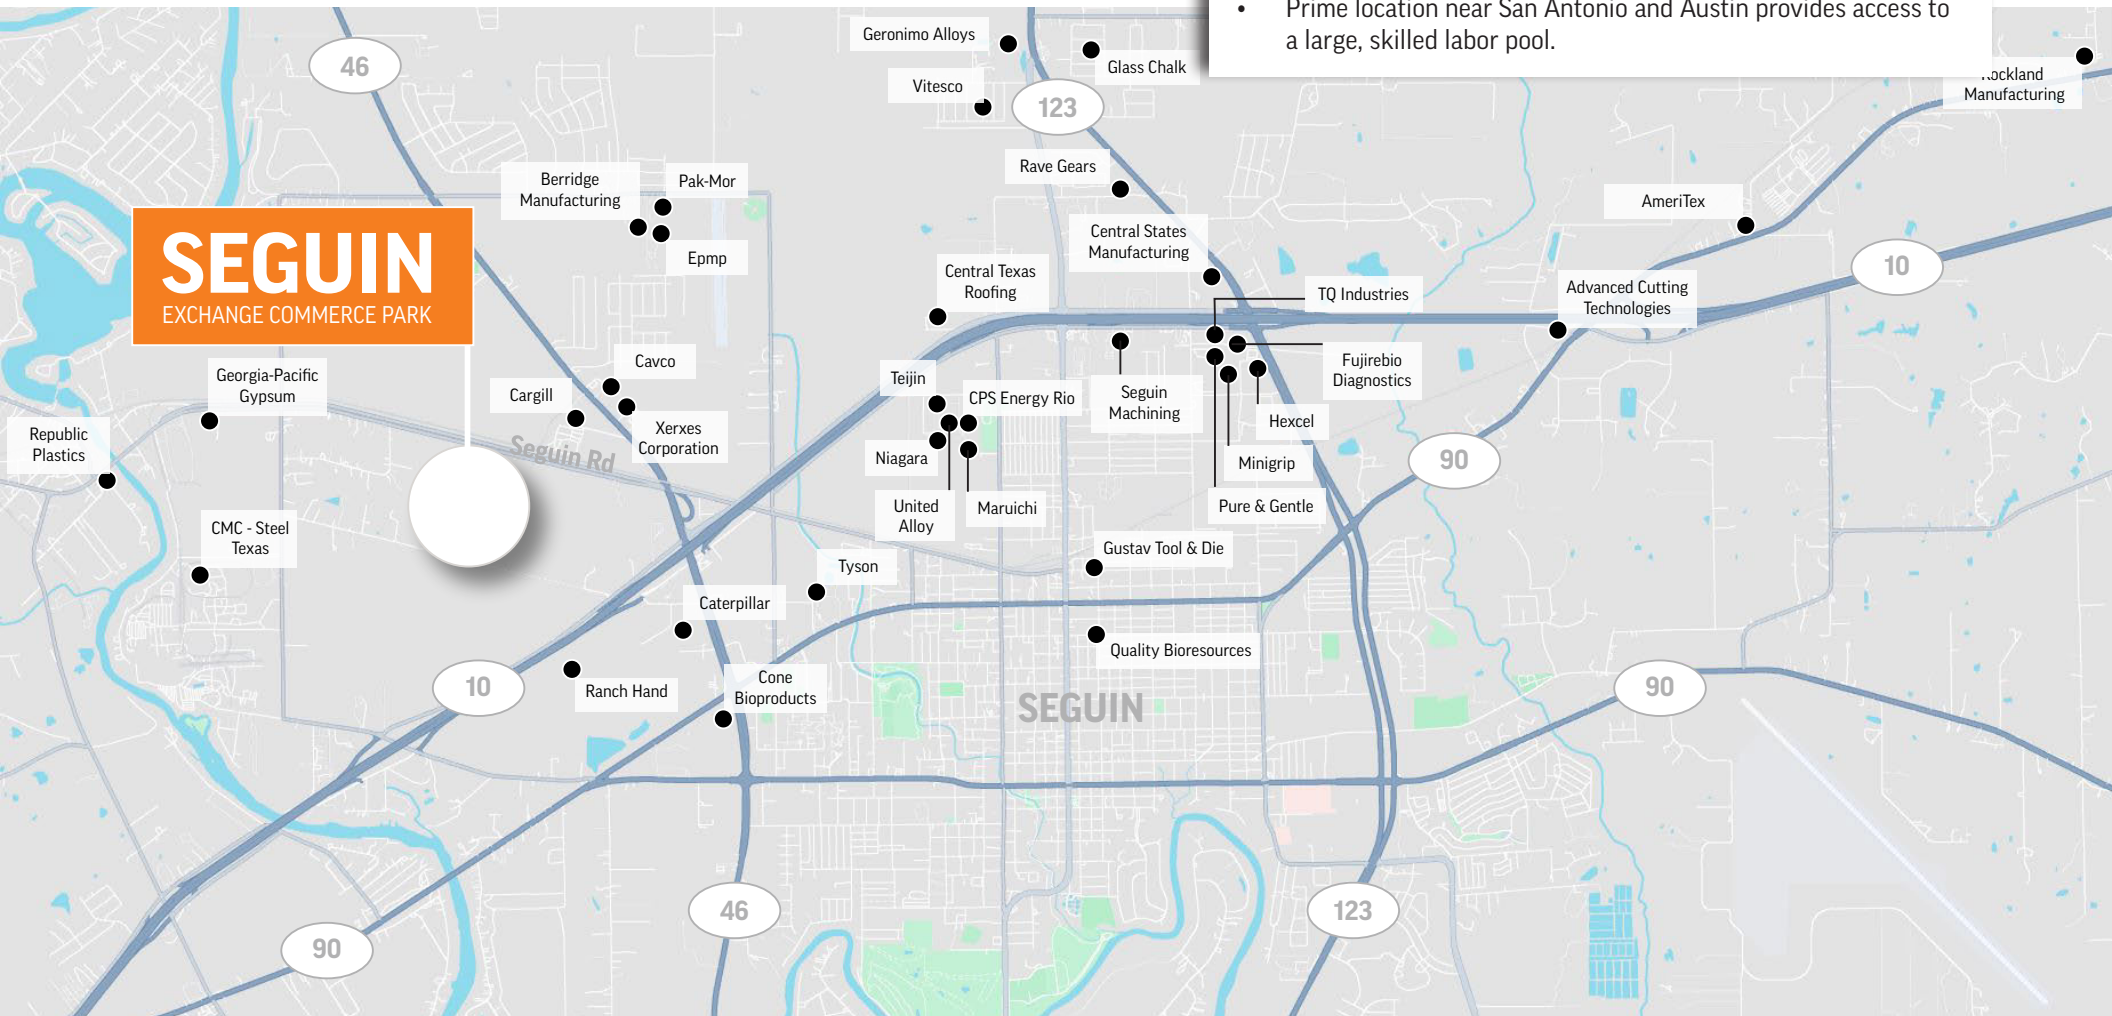 • Prime location near San Antonio and Austin provides access to
a large, skilled labor pool.
Geronimo Alloys
Glass Chalk
46
Vitesco
123
Rockland
Manufacturing
Rave Gears
Berridge
Manufacturing
Pak-Mor
AmeriTex
Central States
Manufacturing
SEGUIN
EXCHANGE COMMERCE PARK
Epmp
Central Texas
Roofing
10
TQ Industries
Advanced Cutting
Technologies
Cavco
Fujirebio
Diagnostics
Georgia-Pacific
Gypsum
Teijin
Cargill
CPS Energy Rio
Seguin
Machining
Hexcel
Republic
Plastics
Xerxes
Corporation
Seguin Rd
Niagara
Minigrip
90
United
Alloy
Maruichi
Pure & Gentle
CMC - Steel
Texas
Gustav Tool & Die
Tyson
Caterpillar
Quality Bioresources
10
Ranch Hand
Cone
Bioproducts
SEGUIN
90
46
123
90